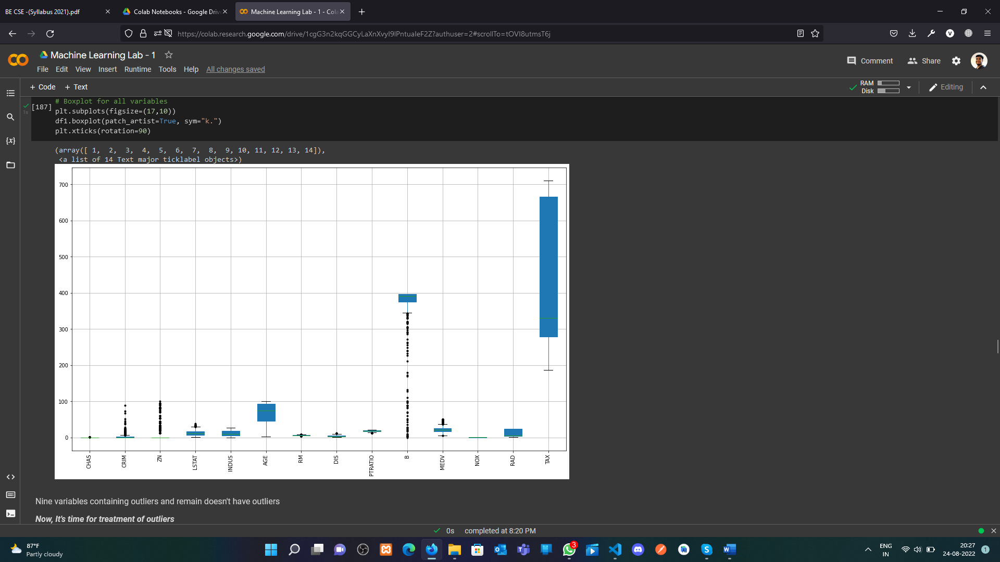 BE CSE -(Syllabus 2021).pdf
Colab Notebooks - Google Driv
Machine Learning Lab - 1 - Cola
https://colab.research.google.com/drive/1cgG3n2kqGGCyLaXnXvyI9lPntuaIeF2Z?authuser=2#scrollTo=tOVI8utmsT6j
V
Machine Learning Lab - 1
File Edit View Insert Runtime Tools Help All changes saved
Comment Share
+ Code + Text
RAM
Disk
Editing
{x}
1s
[187]
# Boxplot for all variables
plt.subplots(figsize=(17,10))
df1.boxplot(patch_artist=True, sym="k.")
plt.xticks(rotation=90)
(array([ 1,  2,  3,  4,  5,  6,  7,  8,  9, 10, 11, 12, 13, 14]),
<a list of 14 Text major ticklabel objects>)
700
600
500
400
300
200
100
0
CHAS CRIM ZN LSTAT INDUS AGE RM DIS PTRATIO B MEDV NOX RAD TAX
Nine variables containing outliers and remain doesn't have outliers
Now, It's time for treatment of outliers
0s completed at 8:20 PM
87°F
Partly cloudy
3
ENG
IN
20:27
24-08-2022
1